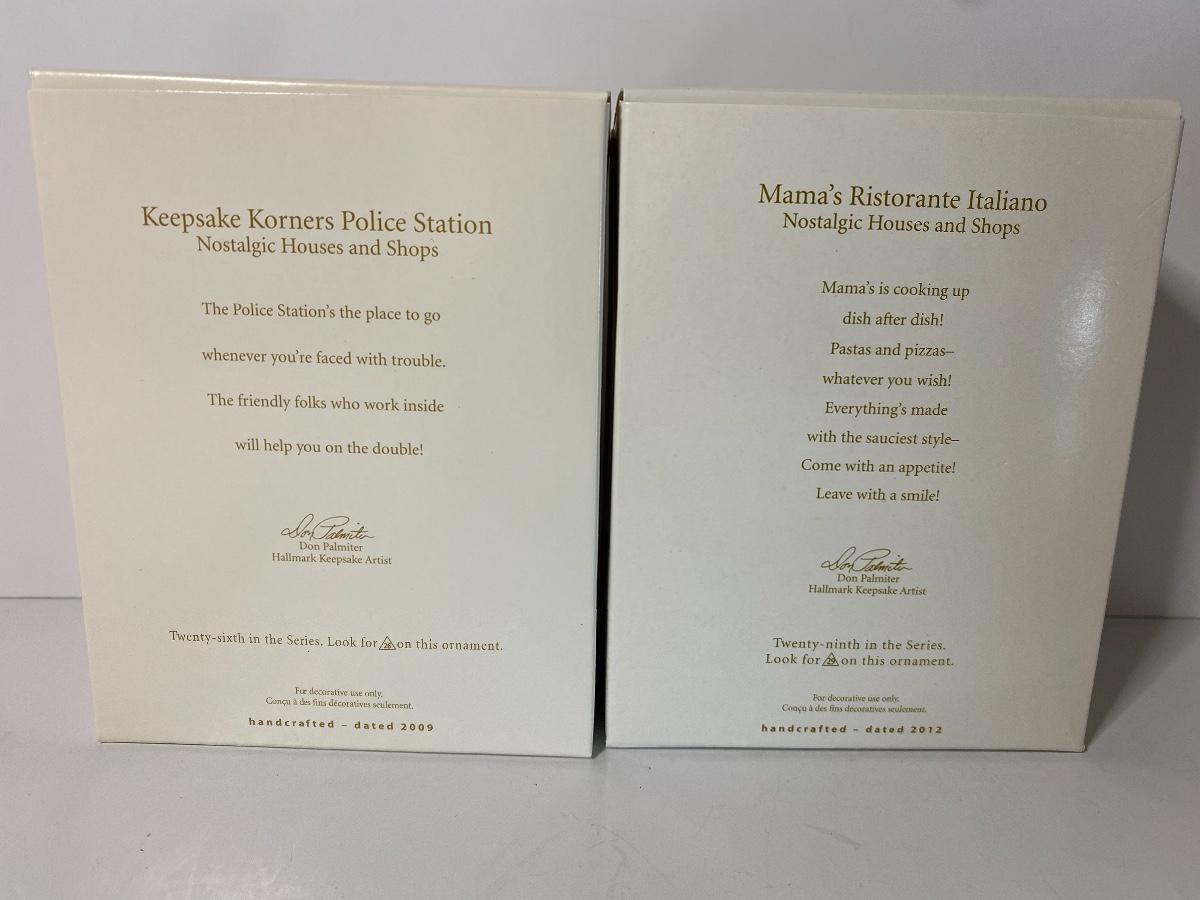 Keepsake Korners Police Station
Nostalgic Houses and Shops
The Police Station's the place to go
whenever you're faced with trouble.
The friendly folks who work inside
will help you on the double!
Don Palmiter
Don Palmiter
Hallmark Keepsake Artist
Twenty-sixth in the Series. Look for 26 on this ornament.
For decorative use only.
Conçu à des fins décoratives seulement.
handcrafted – dated 2009
Mama's Ristorante Italiano
Nostalgic Houses and Shops
Mama's is cooking up
dish after dish!
Pastas and pizzas–
whatever you wish!
Everything's made
with the sauciest style–
Come with an appetite!
Leave with a smile!
Don Palmiter
Don Palmiter
Hallmark Keepsake Artist
Twenty-ninth in the Series.
Look for 29 on this ornament.
For decorative use only.
Conçu à des fins décoratives seulement.
handcrafted – dated 2012